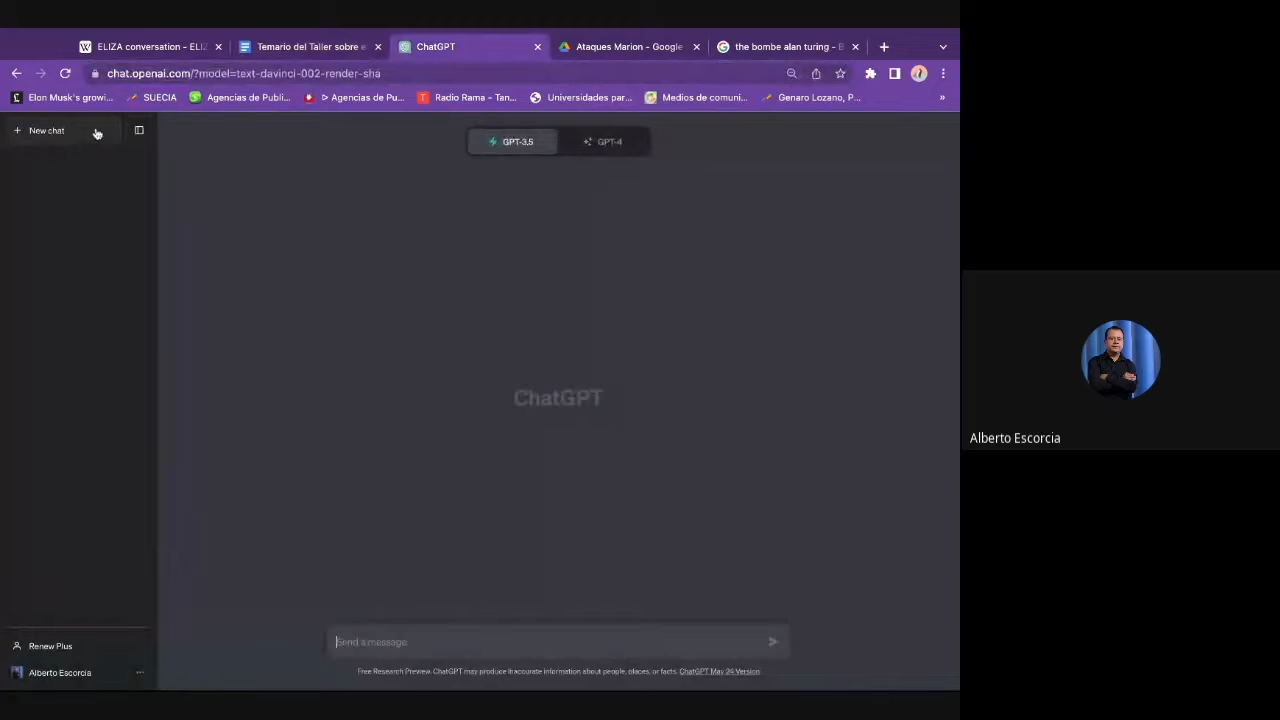 ELIZA conversation - ELIZ
Temario del Taller sobre e
ChatGPT
Ataques Marion - Google
the bombe alan turing - B
chat.openai.com/?model=text-davinci-002-render-sha
Elon Musk's growi...
SUECIA
Agencias de Publi...
Agencias de Pu...
Radio Rama - Tan...
Universidades par...
Medios de comuni...
Genaro Lozano, P...
»
+ New chat
GPT-3.5
GPT-4
ChatGPT
Alberto Escorcia
Send a message
Renew Plus
Free Research Preview. ChatGPT may produce inaccurate information about people, places, or facts. ChatGPT May 24 Version
Alberto Escorcia